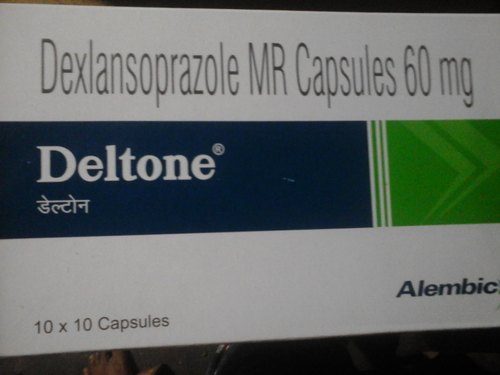 Dexlansoprazole MR Capsules 60 mg
Deltone®
डेल्टोन
Alembic
10 x 10 Capsules